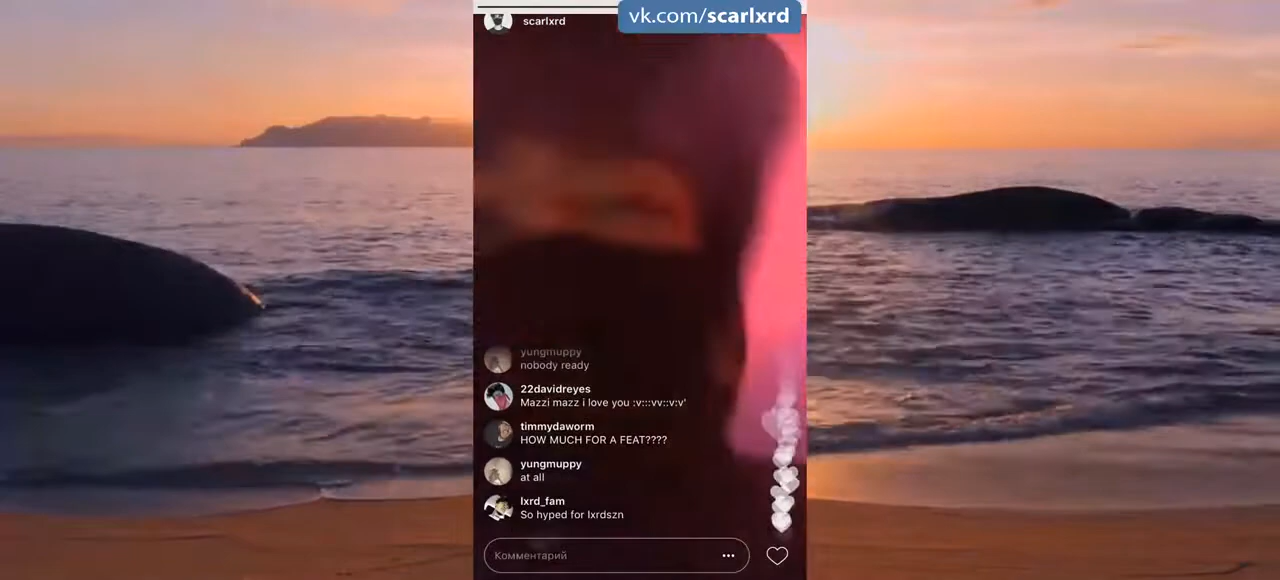 vk.com/scarlxrd
scarlxrd
yungmuppy
nobody ready
22davidreyes
Mazzi mazz i love you :v:::vv::v:v'
timmydaworm
HOW MUCH FOR A FEAT????
yungmuppy
at all
lxrd_fam
So hyped for lxrdszn
Комментарий